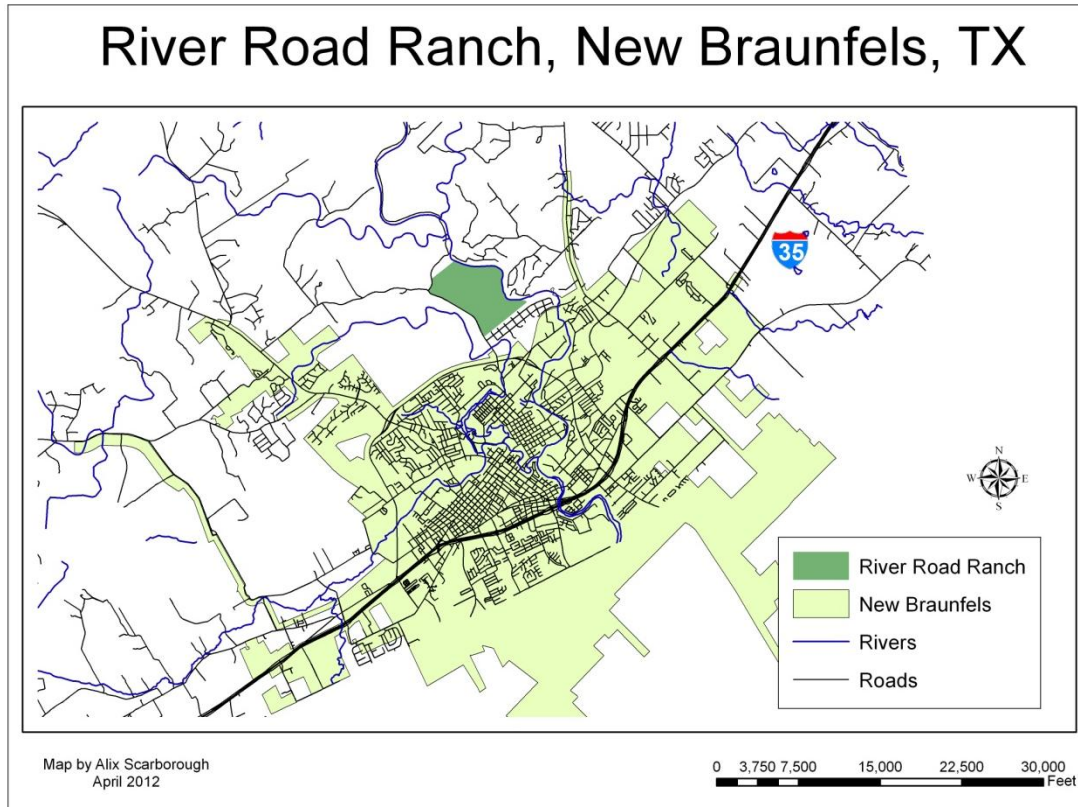 River Road Ranch, New Braunfels, TX
35
N
W E
S
River Road Ranch
New Braunfels
Rivers
Roads
Map by Alix Scarborough
April 2012
0 3,750 7,500 15,000 22,500 30,000
Feet